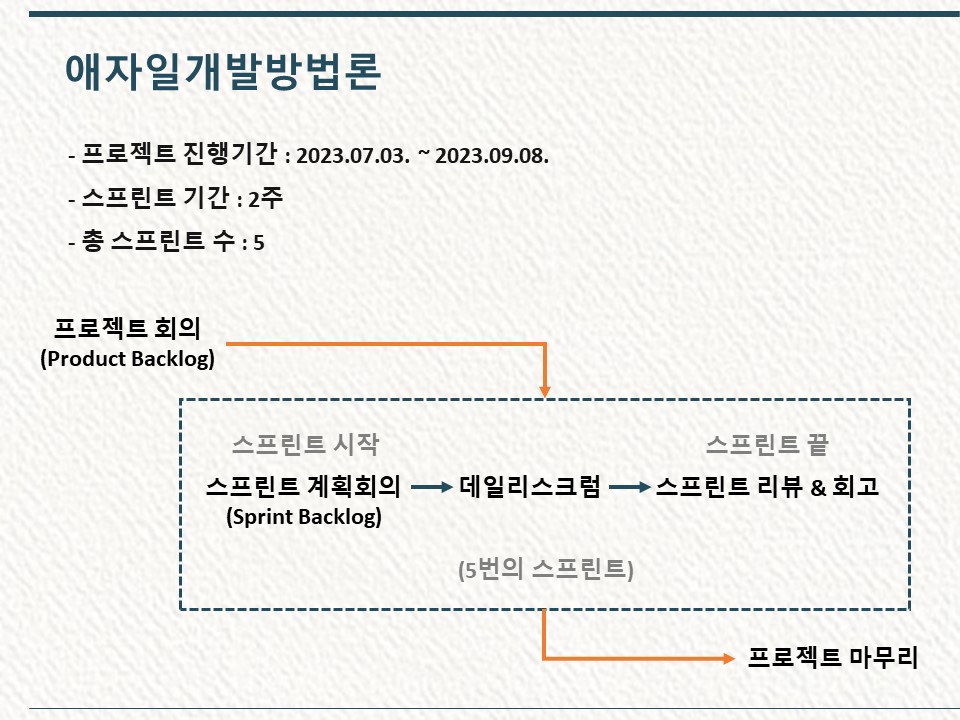 애자일개발방법론
- 프로젝트 진행기간 : 2023.07.03. ~ 2023.09.08.
- 스프린트 기간 : 2주
- 총 스프린트 수 : 5
프로젝트 회의
(Product Backlog)
스프린트 시작
스프린트 끝
스프린트 계획회의
데일리스크럼
스프린트 리뷰 & 회고
(Sprint Backlog)
(5번의 스프린트)
프로젝트 마무리